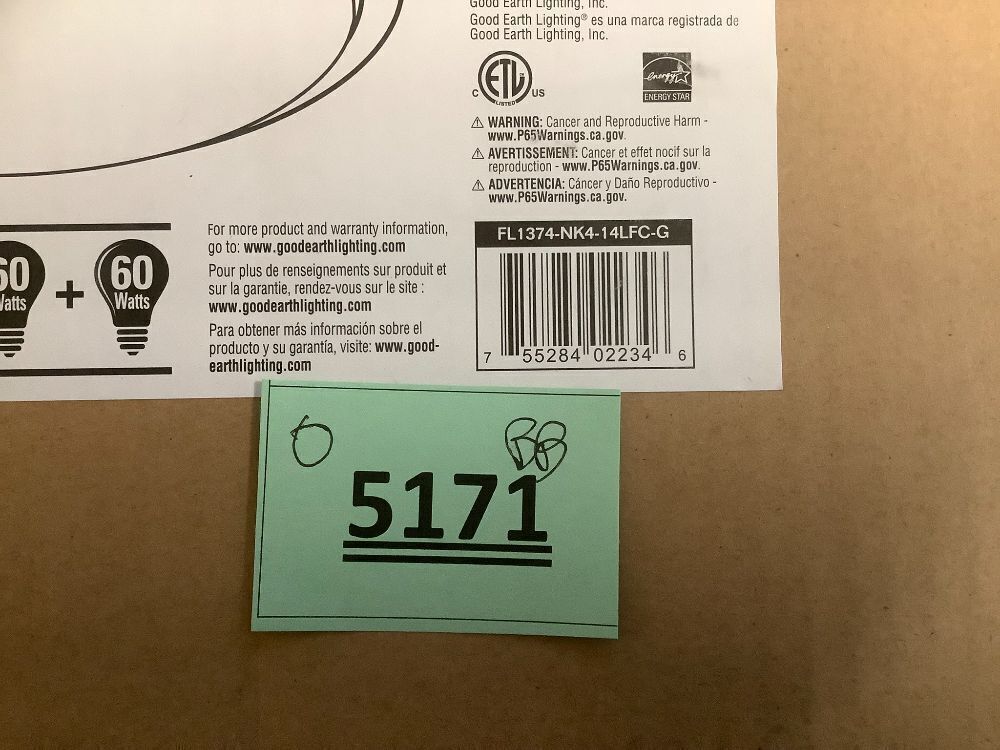 Good Earth Lighting, Inc.
Good Earth Lighting® es una marca registrada de
Good Earth Lighting, Inc.
ETL
LISTED
C US
energy
ENERGY STAR
⚠ WARNING: Cancer and Reproductive Harm -
www.P65Warnings.ca.gov.
⚠ AVERTISSEMENT: Cancer et effet nocif sur la
reproduction - www.P65Warnings.ca.gov.
⚠ ADVERTENCIA: Cáncer y Daño Reproductivo -
www.P65Warnings.ca.gov.
60 + 60
Watts Watts
For more product and warranty information,
go to: www.goodearthlighting.com
Pour plus de renseignements sur produit et
sur la garantie, rendez-vous sur le site :
www.goodearthlighting.com
Para obtener más información sobre el
producto y su garantía, visite: www.good-
earthlighting.com
FL1374-NK4-14LFC-G
7 55284 02234 6
O BB
5171